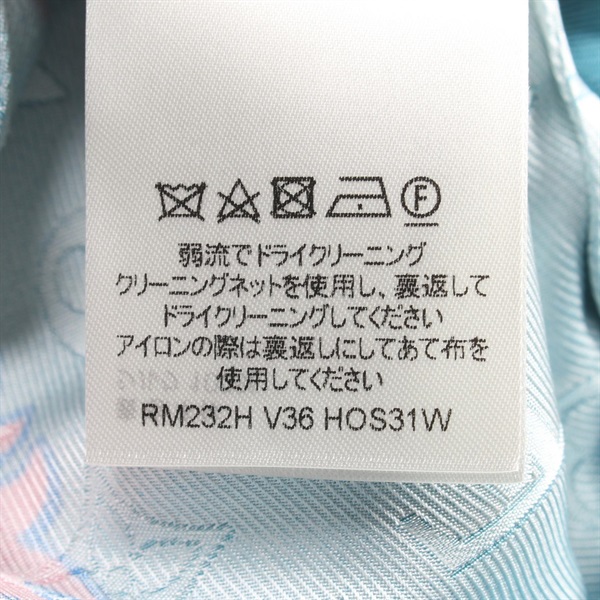 F
弱流でドライクリーニング
クリーニングネットを使用し、裏返して
ドライクリーニングしてください
アイロンの際は裏返しにしてあて布を
使用してください
RM232H V36 HOS31W